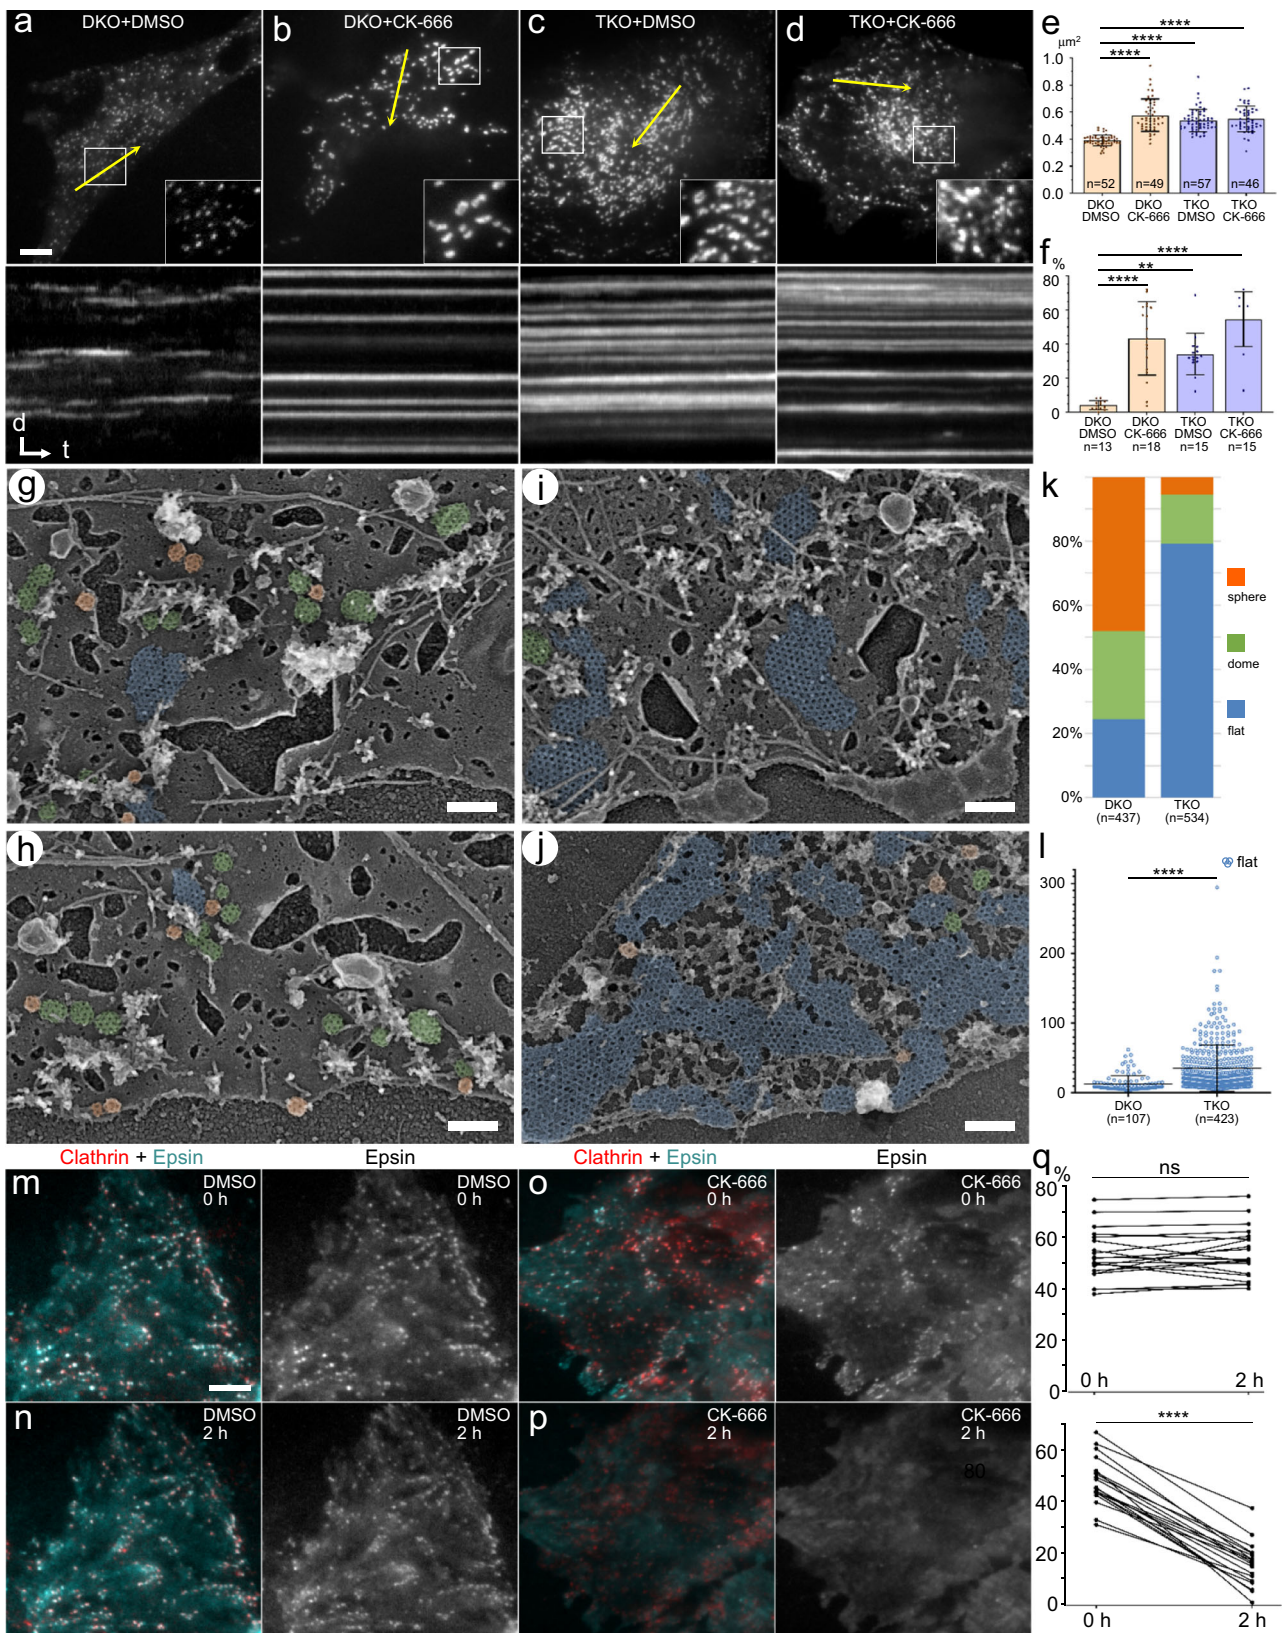 a DKO+DMSO
b DKO+CK-666
c TKO+DMSO
d TKO+CK-666
d
t
e
****
****
****
µm²
1.0
0.8
0.6
0.4
0.2
0.0
n=52 n=49 n=57 n=46
DKO DKO TKO TKO
DMSO CK-666 DMSO CK-666
f
%
****
**
****
80
60
40
20
0
DKO DKO TKO TKO
DMSO CK-666 DMSO CK-666
n=13 n=18 n=15 n=15
g
i
h
j
k
80%
60%
40%
20%
0%
DKO TKO
(n=437) (n=534)
sphere
dome
flat
l
flat
****
300
200
100
0
DKO TKO
(n=107) (n=423)
Clathrin + Epsin
Epsin
Clathrin + Epsin
Epsin
m DMSO
0 h
DMSO
0 h
o CK-666
0 h
CK-666
0 h
n DMSO
2 h
DMSO
2 h
p CK-666
2 h
CK-666
2 h
80
q
%
ns
80
60
40
20
0
0 h 2 h
****
60
40
20
0
0 h 2 h